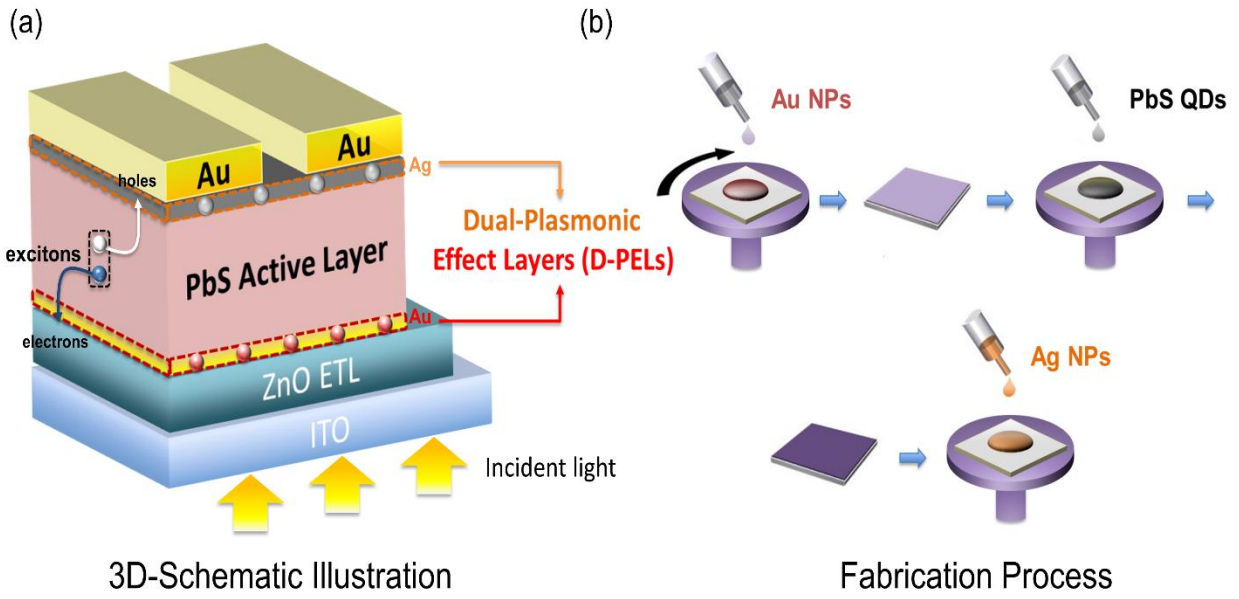 (a)
Au
Au
Ag
holes
Dual-Plasmonic
Effect Layers (D-PELs)
excitons
PbS Active Layer
Au
electrons
ZnO ETL
ITO
Incident light
3D-Schematic Illustration
(b)
Au NPs
PbS QDs
Ag NPs
Fabrication Process